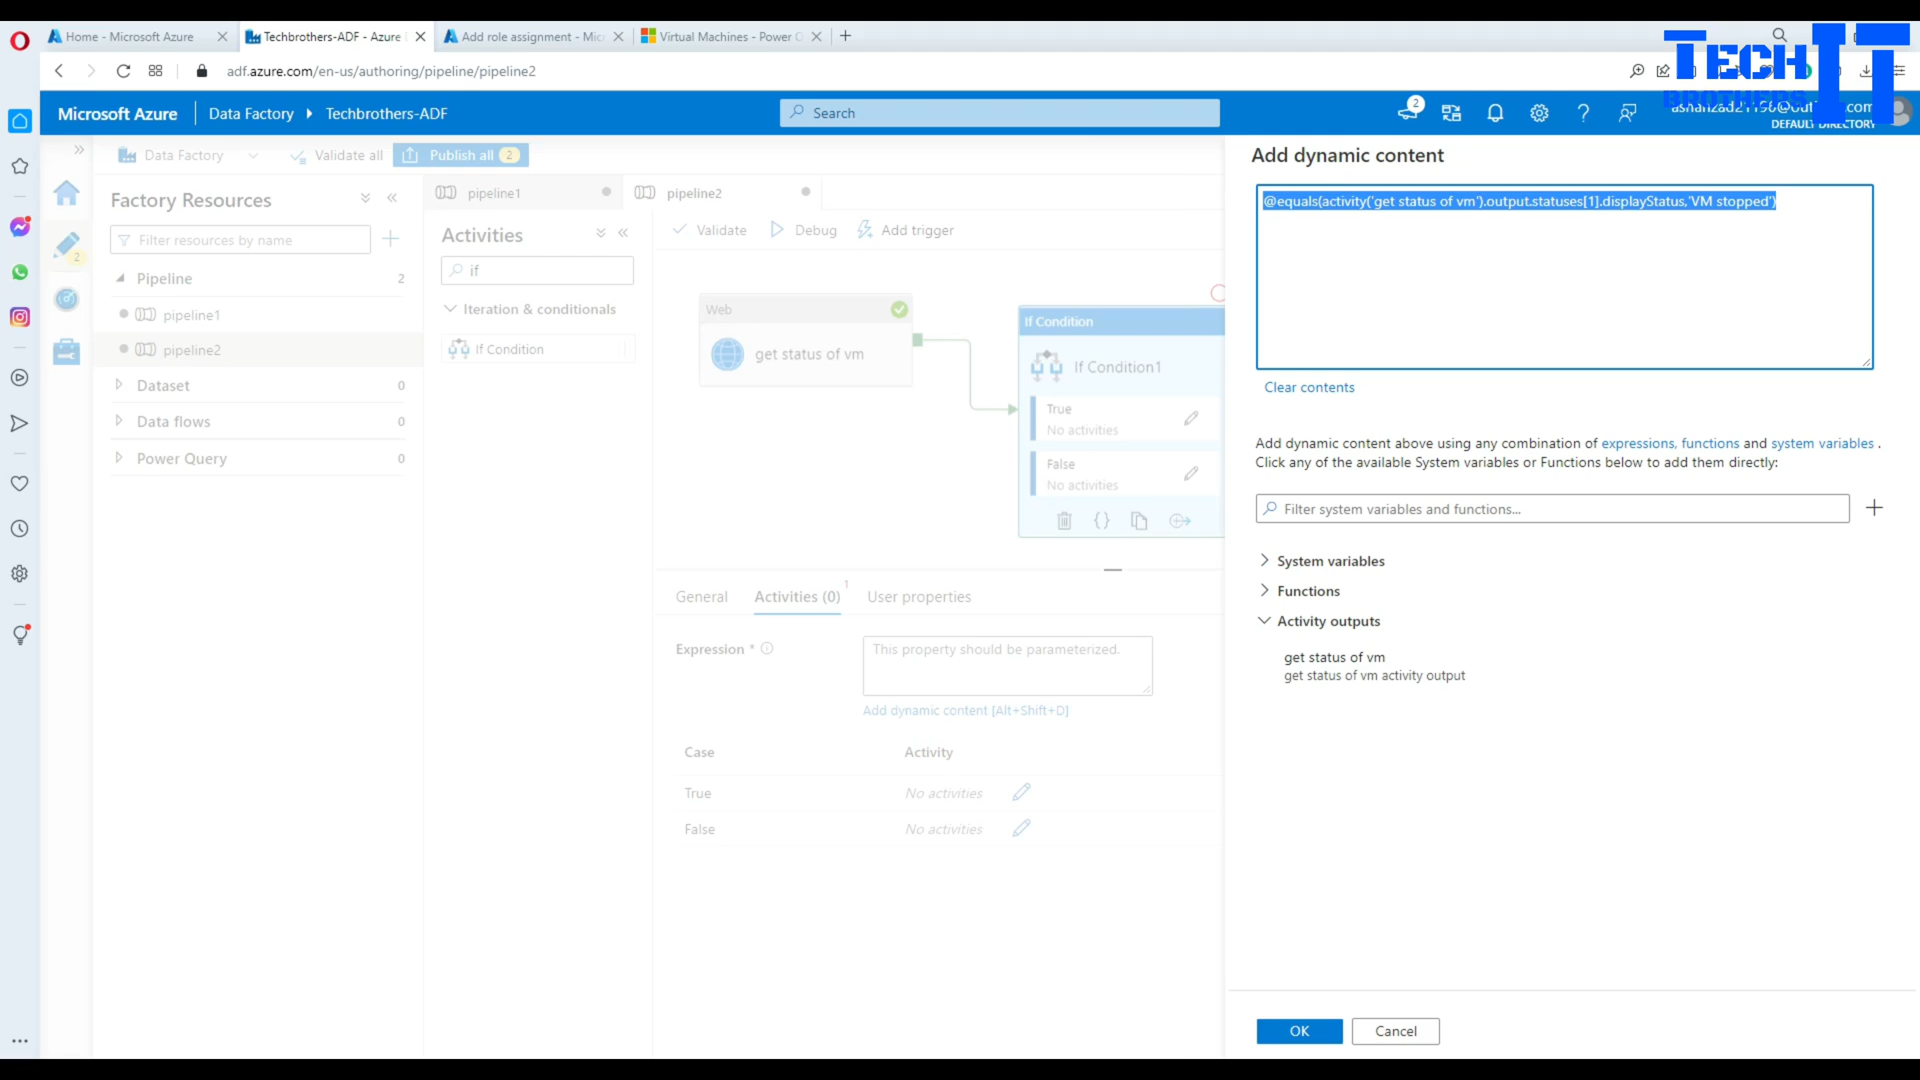 Home - Microsoft Azure
Techbrothers-ADF - Azure
Add role assignment - Mic
Virtual Machines - Power
TECH IT
BROTHERS
adf.azure.com/en-us/authoring/pipeline/pipeline2
Microsoft Azure
Data Factory
Techbrothers-ADF
Search
2
DEFAULT DIRECTORY
Data Factory
Validate all
Publish all
2
pipeline1
pipeline2
Factory Resources
Filter resources by name
2
Pipeline
2
pipeline1
pipeline2
Dataset
0
Data flows
0
Power Query
0
Activities
if
Iteration & conditionals
If Condition
Validate
Debug
Add trigger
Web
get status of vm
If Condition
If Condition1
True
No activities
False
No activities
General
Activities (0)
1
User properties
Expression *
This property should be parameterized.
Add dynamic content [Alt+Shift+D]
Case
Activity
True
No activities
False
No activities
Add dynamic content
@equals(activity('get status of vm').output.statuses[1].displayStatus,'VM stopped')
Clear contents
Add dynamic content above using any combination of expressions, functions and system variables .
Click any of the available System variables or Functions below to add them directly:
Filter system variables and functions...
System variables
Functions
Activity outputs
get status of vm
get status of vm activity output
OK
Cancel